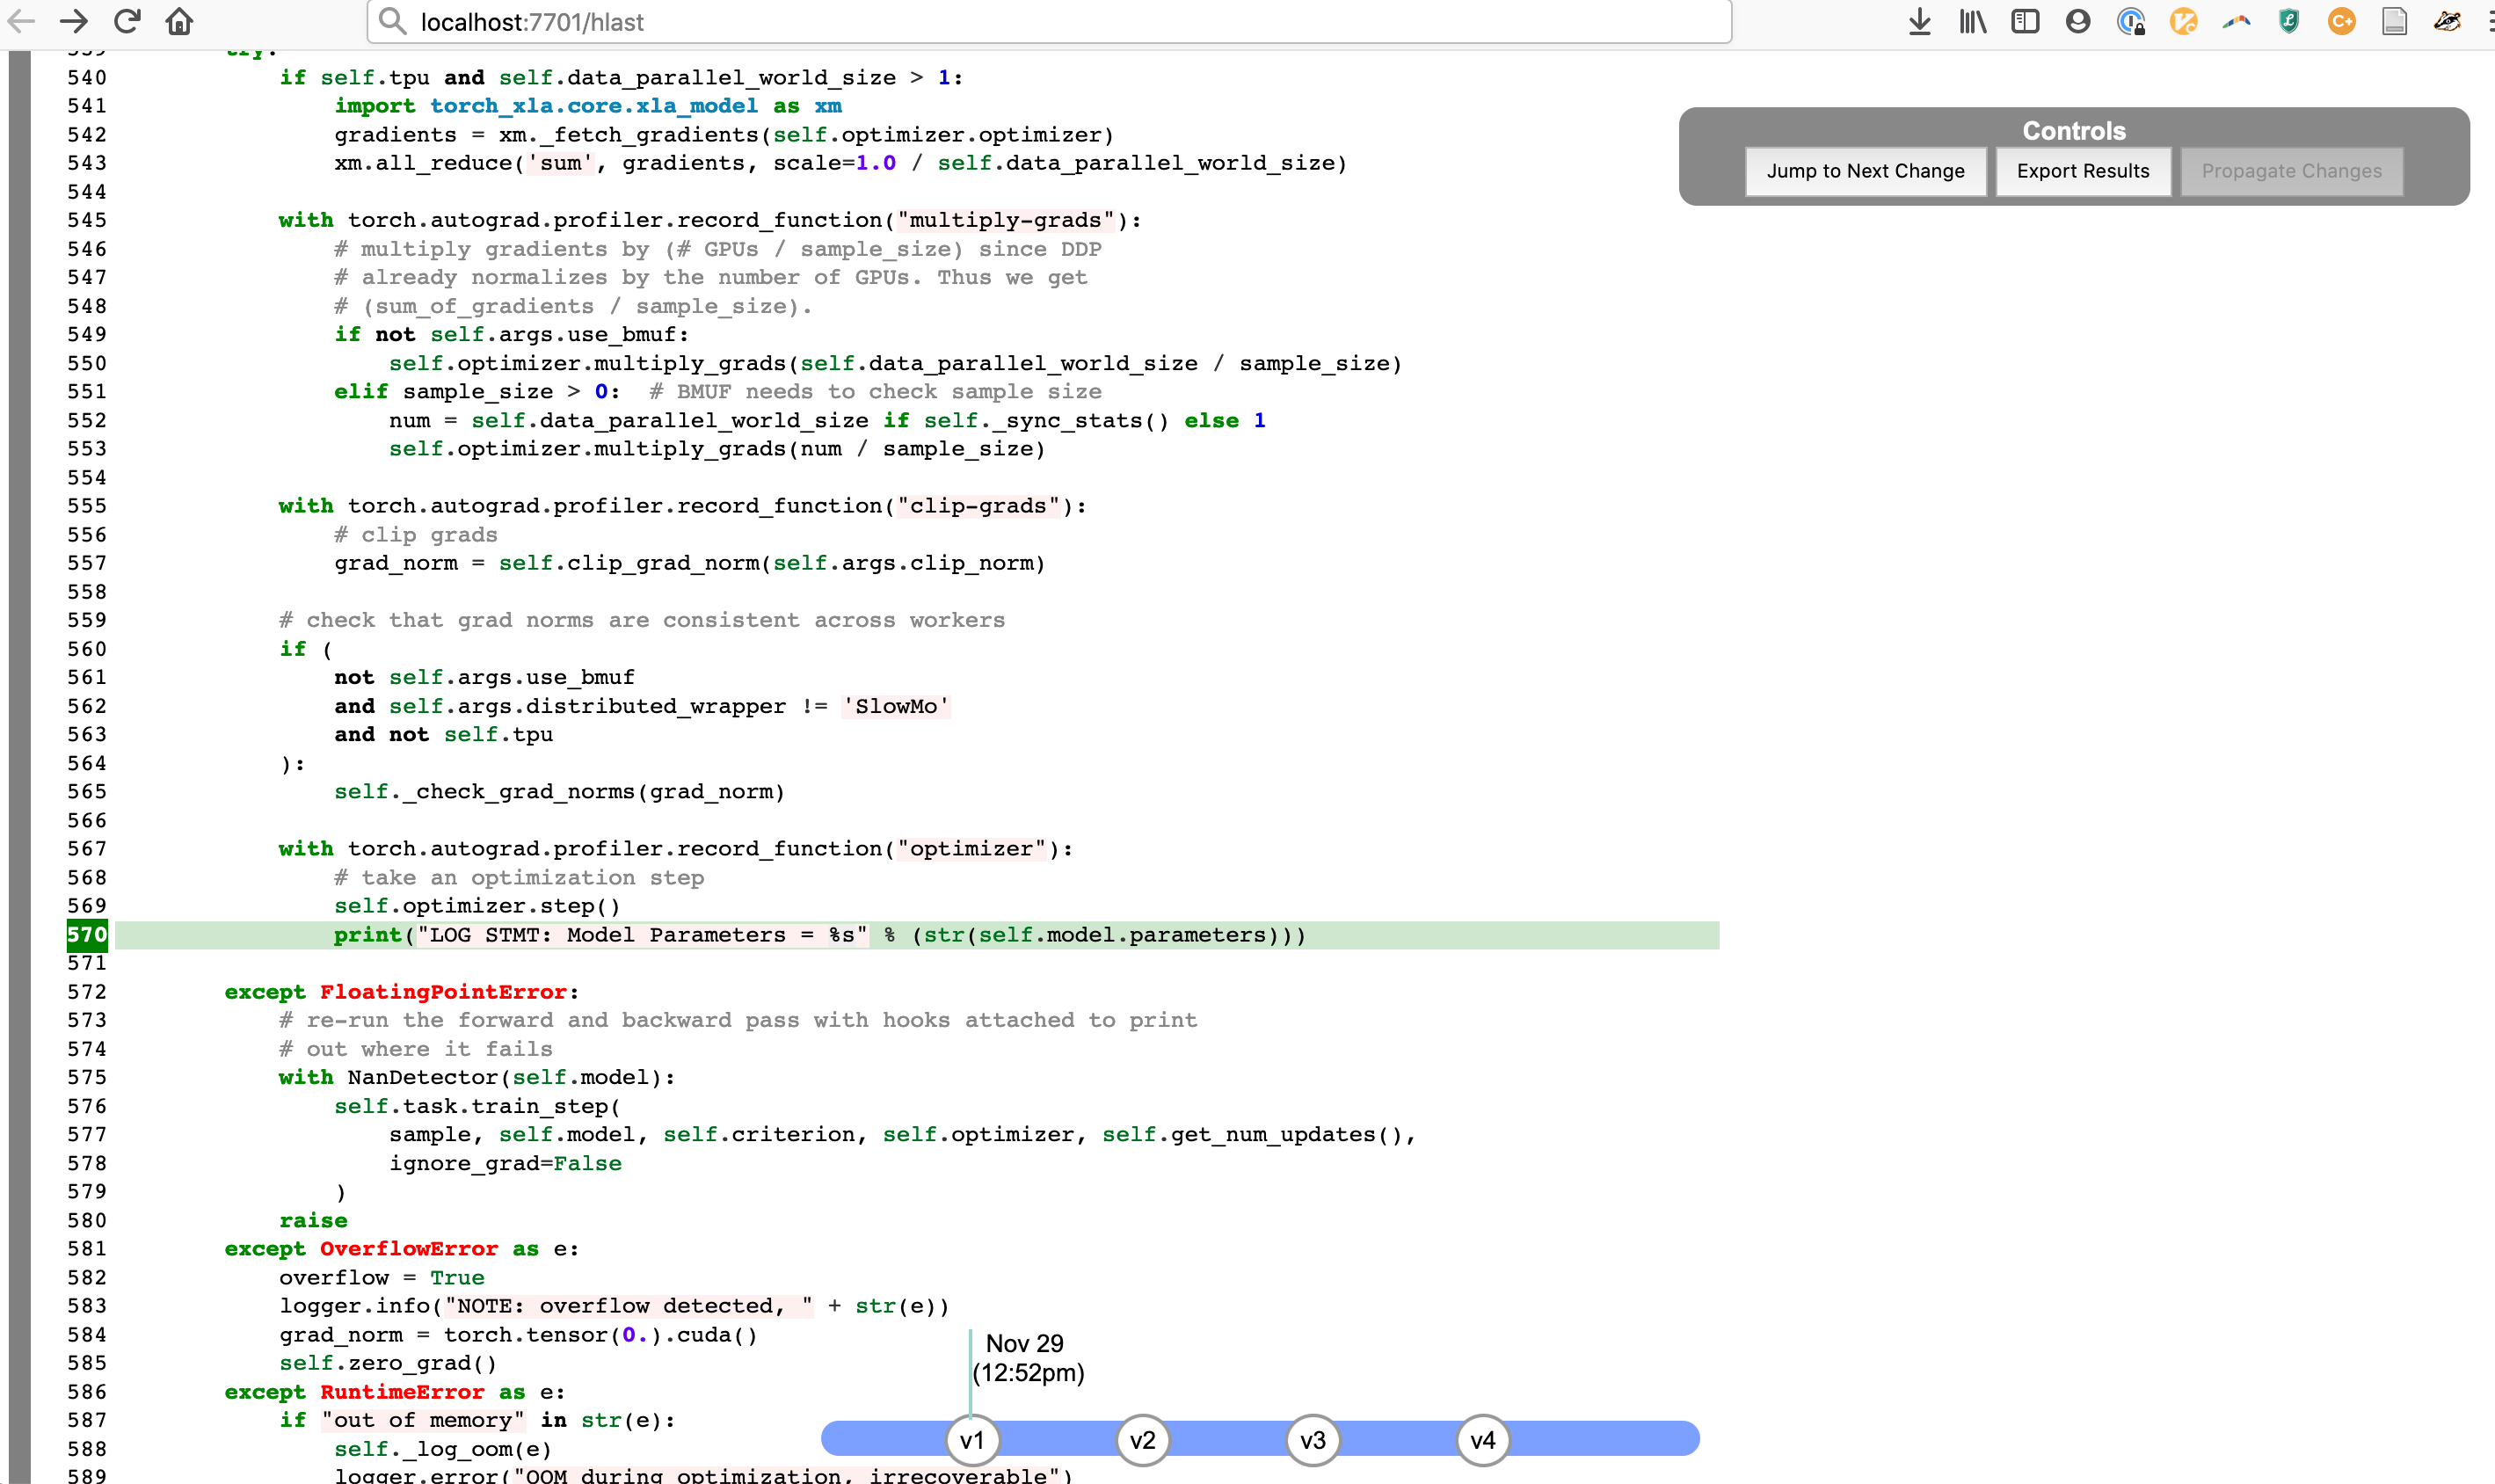 localhost:7701/hlast
539 try:
540 if self.tpu and self.data_parallel_world_size > 1:
541 import torch_xla.core.xla_model as xm
542 gradients = xm._fetch_gradients(self.optimizer.optimizer)
543 xm.all_reduce('sum', gradients, scale=1.0 / self.data_parallel_world_size)
544
545 with torch.autograd.profiler.record_function("multiply-grads"):
546 # multiply gradients by (# GPUs / sample_size) since DDP
547 # already normalizes by the number of GPUs. Thus we get
548 # (sum_of_gradients / sample_size).
549 if not self.args.use_bmuf:
550 self.optimizer.multiply_grads(self.data_parallel_world_size / sample_size)
551 elif sample_size > 0:  # BMUF needs to check sample size
552 num = self.data_parallel_world_size if self._sync_stats() else 1
553 self.optimizer.multiply_grads(num / sample_size)
554
555 with torch.autograd.profiler.record_function("clip-grads"):
556 # clip grads
557 grad_norm = self.clip_grad_norm(self.args.clip_norm)
558
559 # check that grad norms are consistent across workers
560 if (
561 not self.args.use_bmuf
562 and self.args.distributed_wrapper != 'SlowMo'
563 and not self.tpu
564 ):
565 self._check_grad_norms(grad_norm)
566
567 with torch.autograd.profiler.record_function("optimizer"):
568 # take an optimization step
569 self.optimizer.step()
570 print("LOG STMT: Model Parameters = %s" % (str(self.model.parameters)))
571
572 except FloatingPointError:
573 # re-run the forward and backward pass with hooks attached to print
574 # out where it fails
575 with NanDetector(self.model):
576 self.task.train_step(
577 sample, self.model, self.criterion, self.optimizer, self.get_num_updates(),
578 ignore_grad=False
579 )
580 raise
581 except OverflowError as e:
582 overflow = True
583 logger.info("NOTE: overflow detected, " + str(e))
584 grad_norm = torch.tensor(0.).cuda()
585 self.zero_grad()
586 except RuntimeError as e:
587 if "out of memory" in str(e):
588 self._log_oom(e)
589 logger.error("OOM during optimization, irrecoverable")
Controls
Jump to Next Change
Export Results
Propagate Changes
Nov 29
(12:52pm)
v1
v2
v3
v4